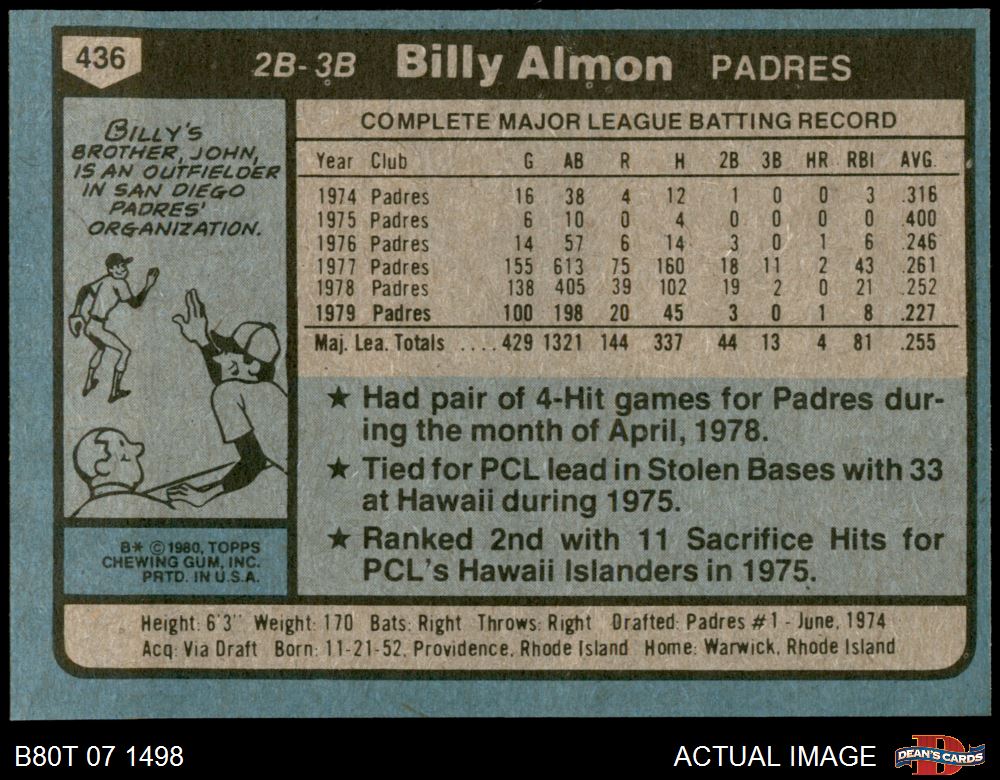 436 2B-3B Billy Almon PADRES
BILLY'S
BROTHER, JOHN,
IS AN OUTFIELDER
IN SAN DIEGO
PADRES'
ORGANIZATION.
B* ©1980, TOPPS
CHEWING GUM, INC.
PRTD. IN U.S.A.
COMPLETE MAJOR LEAGUE BATTING RECORD
Year Club G AB R H 2B 3B HR RBI AVG.
1974 Padres 16 38 4 12 1 0 0 3 .316
1975 Padres 6 10 0 4 0 0 0 0 .400
1976 Padres 14 57 6 14 3 0 1 6 .246
1977 Padres 155 613 75 160 18 11 2 43 .261
1978 Padres 138 405 39 102 19 2 0 21 .252
1979 Padres 100 198 20 45 3 0 1 8 .227
Maj. Lea. Totals ....429 1321 144 337 44 13 4 81 .255
★ Had pair of 4-Hit games for Padres dur-
ing the month of April, 1978.
★ Tied for PCL lead in Stolen Bases with 33
at Hawaii during 1975.
★ Ranked 2nd with 11 Sacrifice Hits for
PCL's Hawaii Islanders in 1975.
Height: 6'3" Weight: 170 Bats: Right Throws: Right Drafted: Padres #1 - June, 1974
Acq: Via Draft Born: 11-21-52, Providence, Rhode Island Home: Warwick, Rhode Island
B80T 07 1498 ACTUAL IMAGE D DEAN'S CARDS